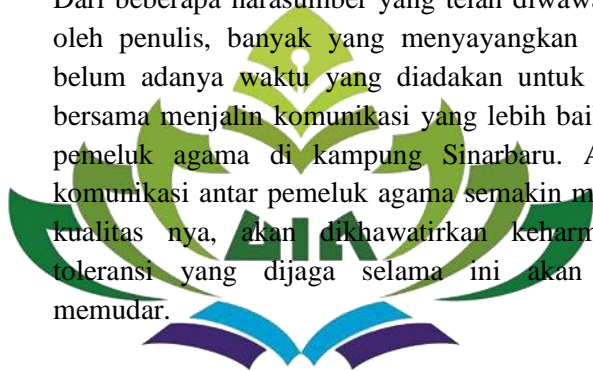 Dari beberapa narasumber yang telah diwawa
oleh penulis, banyak yang menyayangkan
belum adanya waktu yang diadakan untuk
bersama menjalin komunikasi yang lebih bai
pemeluk agama di kampung Sinarbaru. A
komunikasi antar pemeluk agama semakin m
kualitas nya, akan dikhawatirkan keharm
toleransi yang dijaga selama ini akan
memudar.